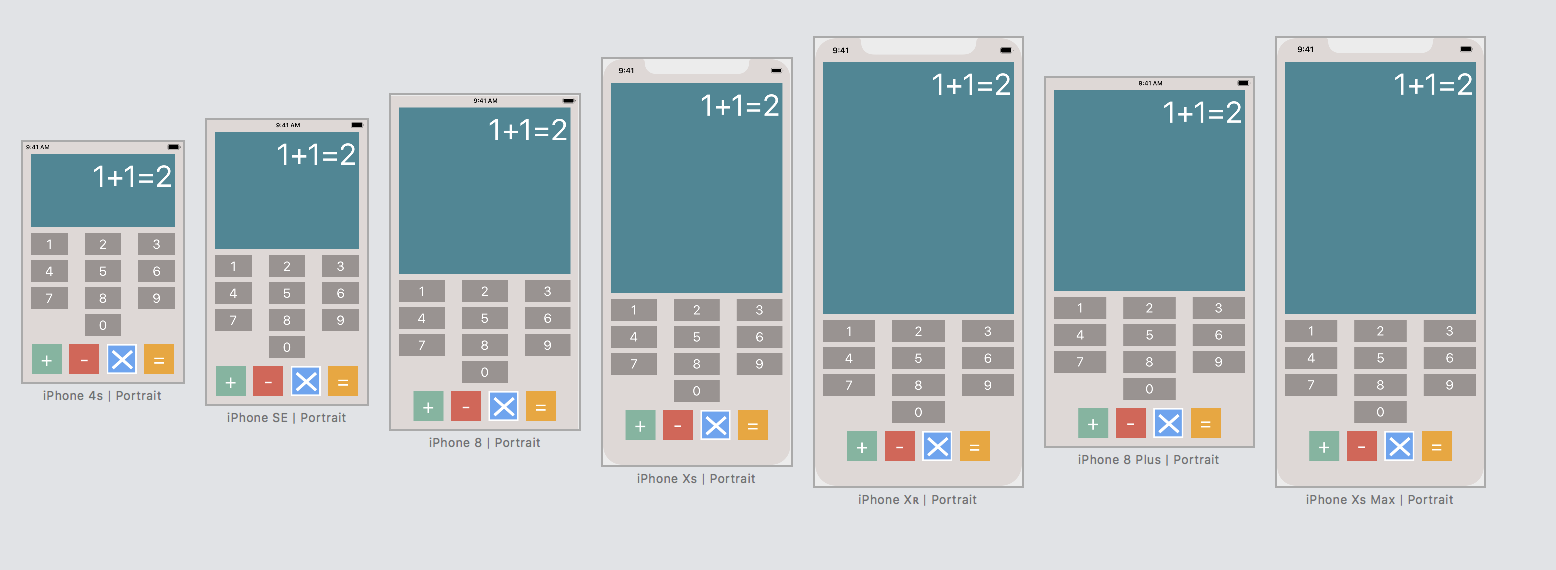 9:41 AM
1+1=2
1 2 3
4 5 6
7 8 9
0
+ - X =
iPhone 4s | Portrait
9:41 AM
1+1=2
1 2 3
4 5 6
7 8 9
0
+ - X =
iPhone SE | Portrait
9:41 AM
1+1=2
1 2 3
4 5 6
7 8 9
0
+ - X =
iPhone 8 | Portrait
9:41
1+1=2
1 2 3
4 5 6
7 8 9
0
+ - X =
iPhone Xs | Portrait
9:41
1+1=2
1 2 3
4 5 6
7 8 9
0
+ - X =
iPhone Xʀ | Portrait
9:41 AM
1+1=2
1 2 3
4 5 6
7 8 9
0
+ - X =
iPhone 8 Plus | Portrait
9:41
1+1=2
1 2 3
4 5 6
7 8 9
0
+ - X =
iPhone Xs Max | Portrait